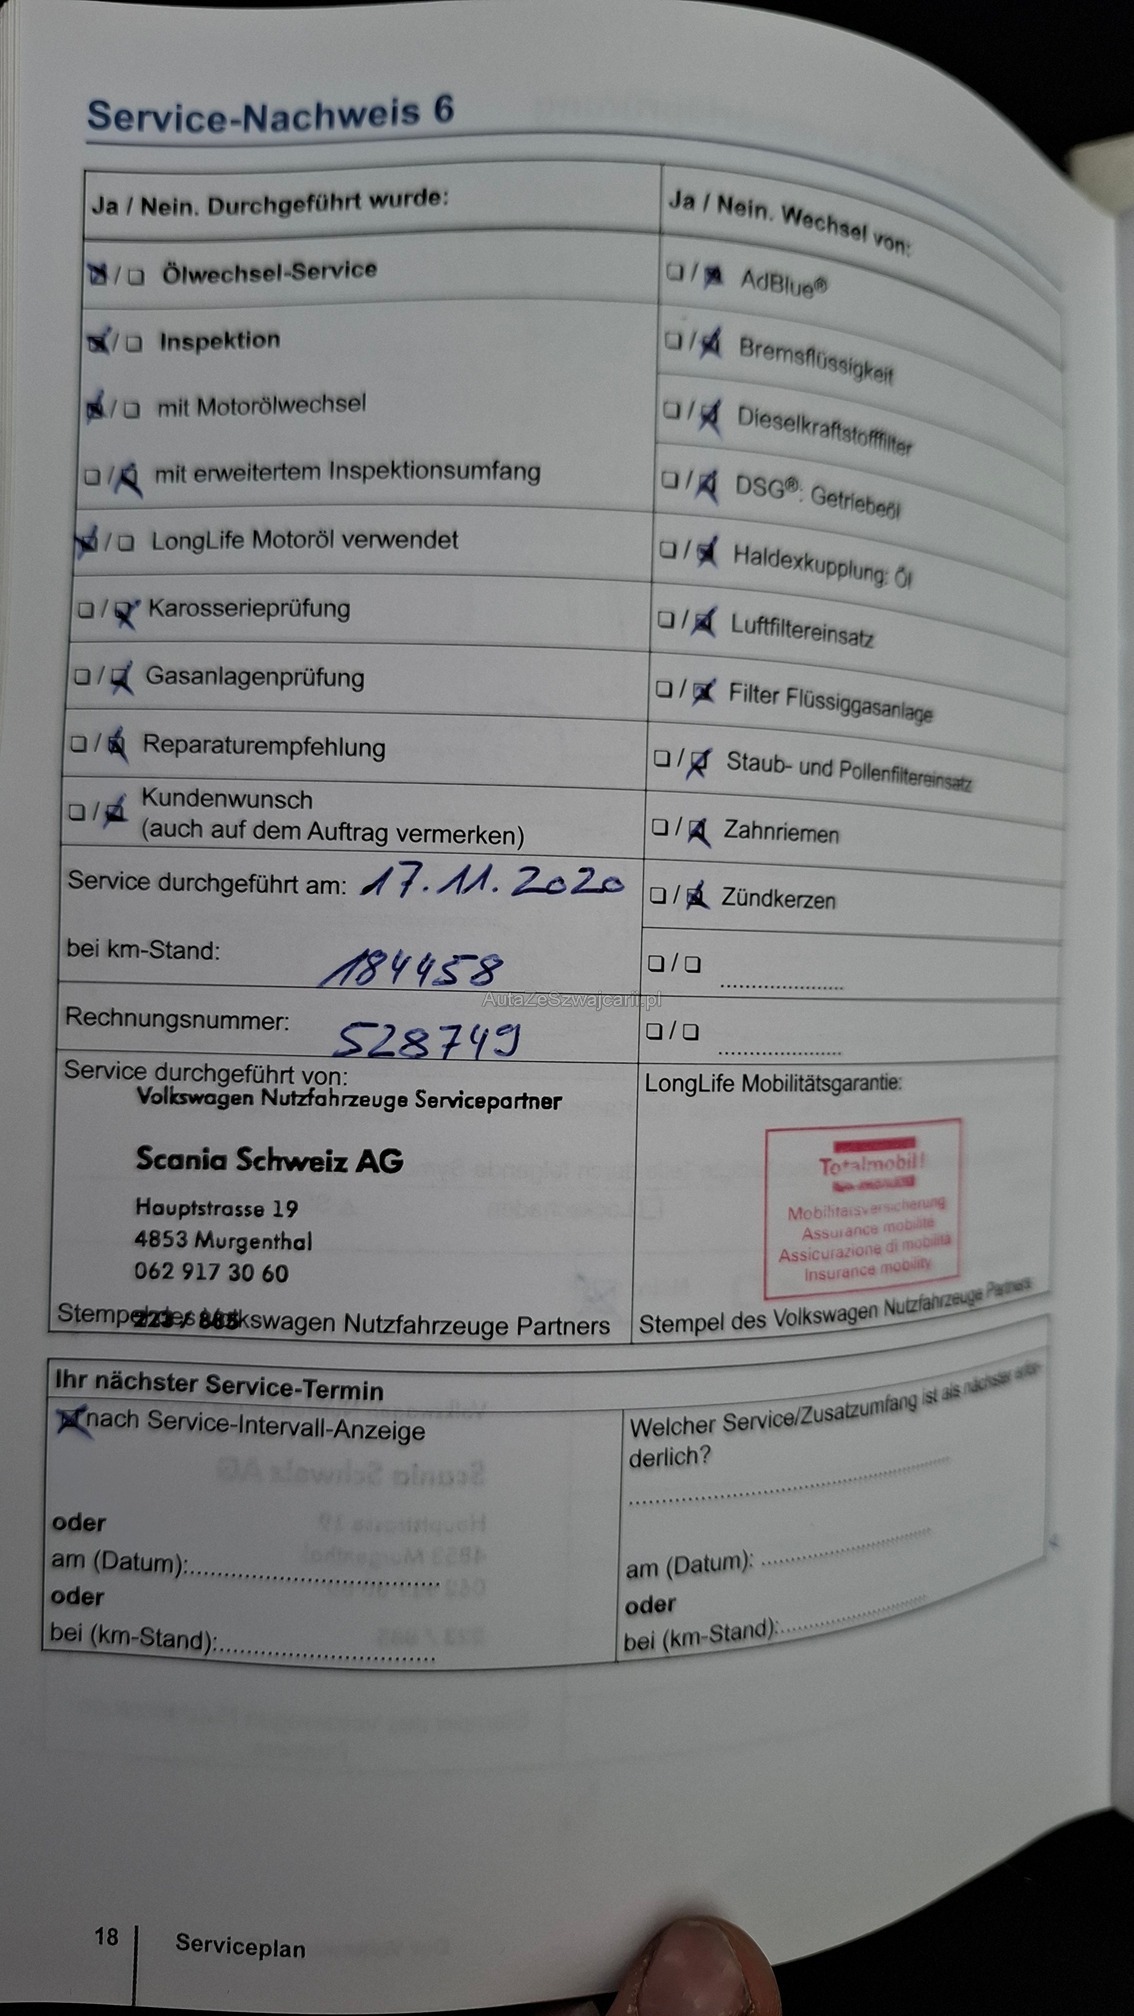 Service-Nachweis 6
Ja / Nein. Durchgeführt wurde:
☒/☐ Ölwechsel-Service
☒/☐ Inspektion
☒/☐ mit Motorölwechsel
☐/☒ mit erweitertem Inspektionsumfang
☒/☐ LongLife Motoröl verwendet
☐/☒ Karosserieprüfung
☐/☒ Gasanlagenprüfung
☐/☒ Reparaturempfehlung
☐/☒ Kundenwunsch
(auch auf dem Auftrag vermerken)
Service durchgeführt am: 17.11.2020
bei km-Stand: 184458
Rechnungsnummer: 528749
Service durchgeführt von:
Volkswagen Nutzfahrzeuge Servicepartner
Scania Schweiz AG
Hauptstrasse 19
4853 Murgenthal
062 917 30 60
223 / 885
Stempel des Volkswagen Nutzfahrzeuge Partners
Ja / Nein. Wechsel von:
☐/☒ AdBlue®
☐/☒ Bremsflüssigkeit
☐/☒ Dieselkraftstofffilter
☐/☒ DSG®: Getriebeöl
☐/☒ Haldexkupplung: Öl
☐/☒ Luftfiltereinsatz
☐/☒ Filter Flüssiggasanlage
☐/☒ Staub- und Pollenfiltereinsatz
☐/☒ Zahnriemen
☐/☒ Zündkerzen
☐/☐ ..................
☐/☐ ..................
LongLife Mobilitätsgarantie:
Totalmobil!
Mobilitätsversicherung
Assurance mobilité
Assicurazione di mobilità
Insurance mobility
Stempel des Volkswagen Nutzfahrzeuge Partners
AutaZeSzwajcarii.pl
Ihr nächster Service-Termin
☒ nach Service-Intervall-Anzeige
oder
am (Datum):..................
oder
bei (km-Stand):..................
Welcher Service/Zusatzumfang ist als nächster erfor-
derlich?
am (Datum): ..................
oder
bei (km-Stand):..................
18
Serviceplan